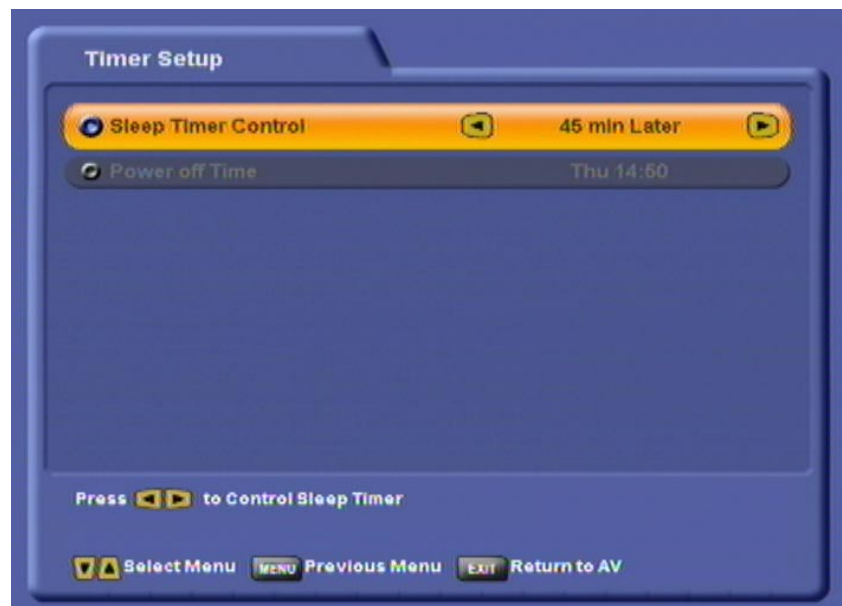 Timer Setup
Sleep Timer Control 45 min Later
Power off Time Thu 14:50
Press to Control Sleep Timer
Select Menu MENU Previous Menu EXIT Return to AV